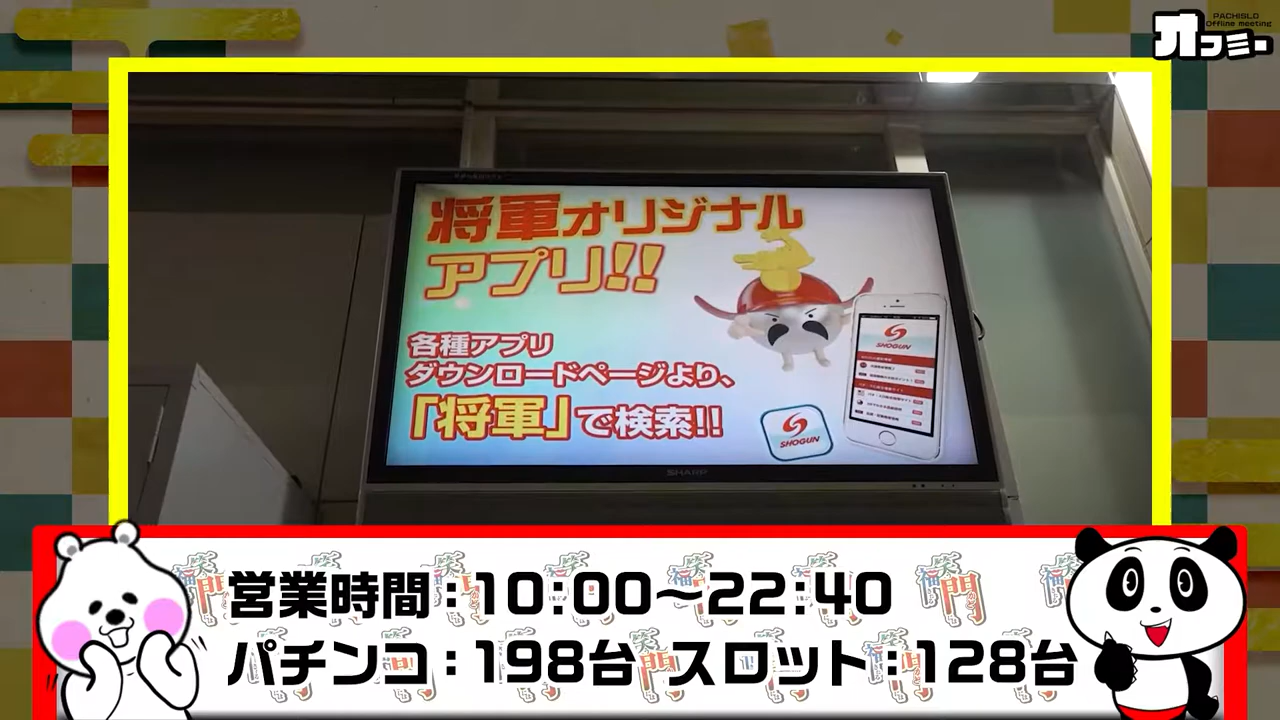 PACHISLO
Offline meeting
オフミー
将軍オリジナル
アプリ!!
各種アプリ
ダウンロードページより、
「将軍」で検索!!
SHOGUN
SHOGUN
SHARP
営業時間:10:00~22:40
パチンコ:198台 スロット:128台